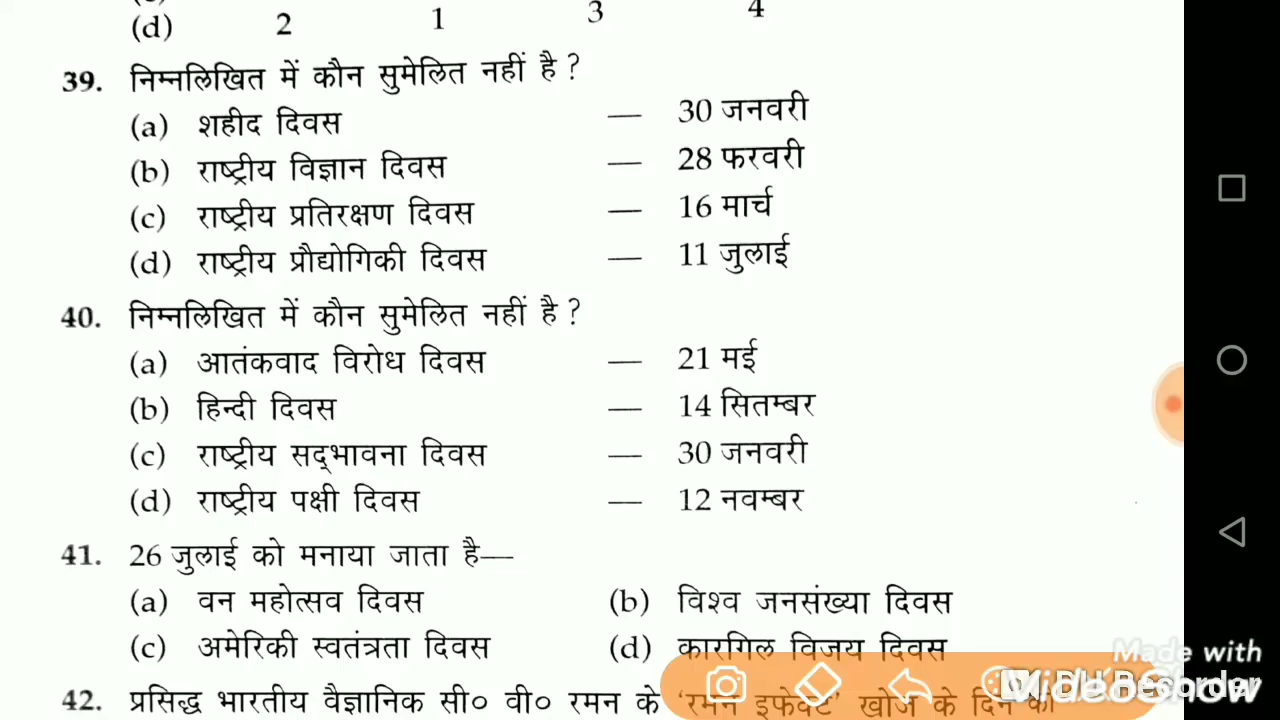 (d) 2 1 3 4
39. निम्नलिखित में कौन सुमेलित नहीं है ?
(a) शहीद दिवस — 30 जनवरी
(b) राष्ट्रीय विज्ञान दिवस — 28 फरवरी
(c) राष्ट्रीय प्रतिरक्षण दिवस — 16 मार्च
(d) राष्ट्रीय प्रौद्योगिकी दिवस — 11 जुलाई
40. निम्नलिखित में कौन सुमेलित नहीं है ?
(a) आतंकवाद विरोध दिवस — 21 मई
(b) हिन्दी दिवस — 14 सितम्बर
(c) राष्ट्रीय सद्‌भावना दिवस — 30 जनवरी
(d) राष्ट्रीय पक्षी दिवस — 12 नवम्बर
41. 26 जुलाई को मनाया जाता है—
(a) वन महोत्सव दिवस (b) विश्व जनसंख्या दिवस
(c) अमेरिकी स्वतंत्रता दिवस (d) कारगिल विजय दिवस
42. प्रसिद्ध भारतीय वैज्ञानिक सी० वी० रमन के ‘रमन इफेक्ट’ खोज के दिन को
Made with